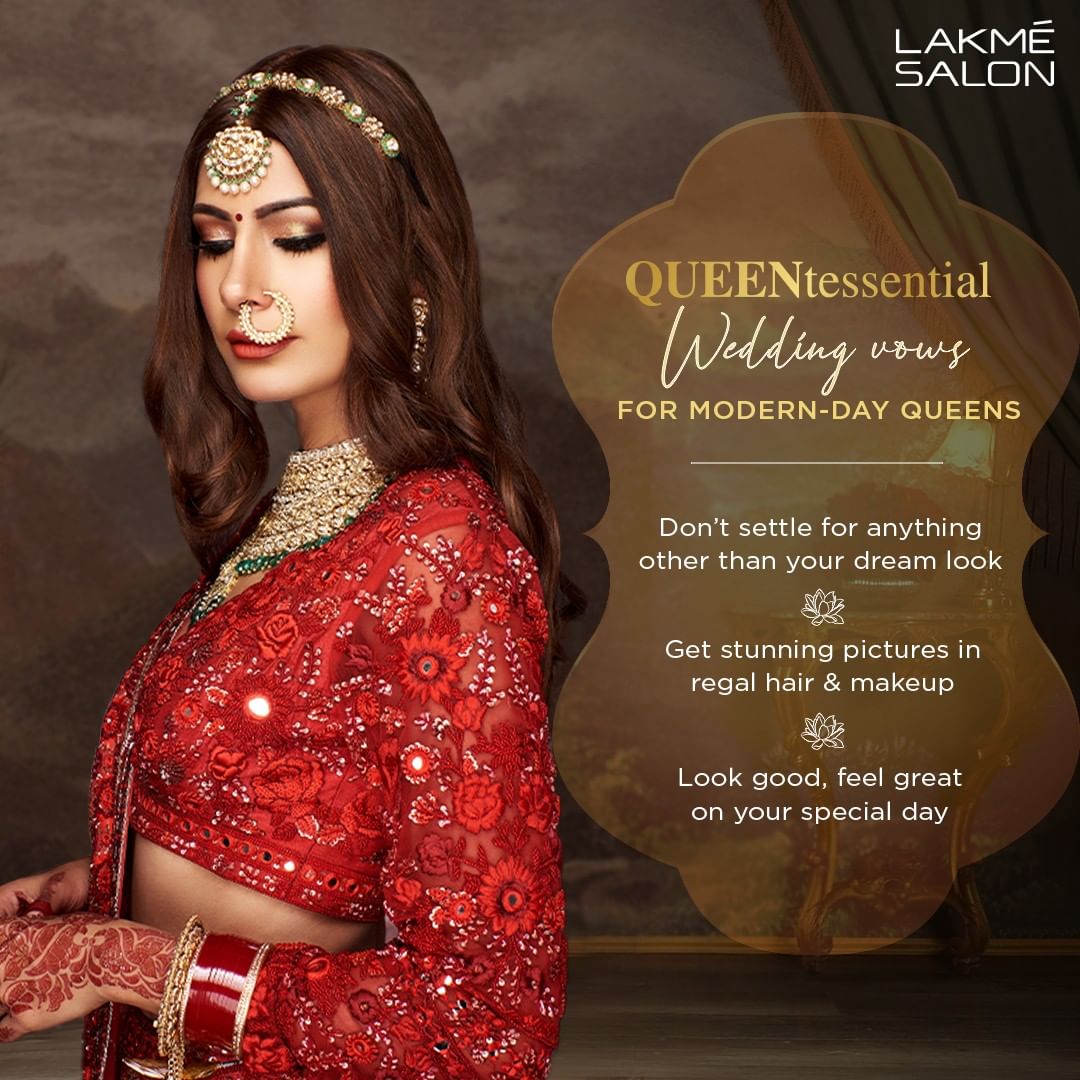 LAKMÉ
SALON
QUEENtessential
Wedding vows
FOR MODERN-DAY QUEENS
Don’t settle for anything
other than your dream look
Get stunning pictures in
regal hair & makeup
Look good, feel great
on your special day